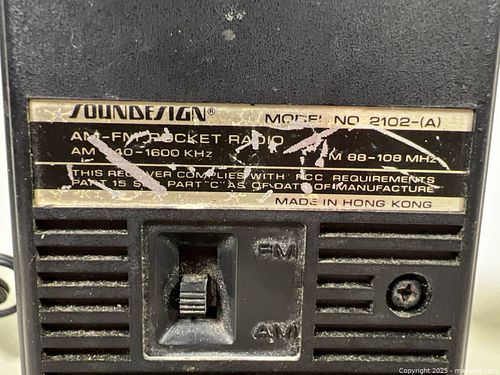 SOUNDESIGN®
MODEL NO. 2102-(A)
AM-FM POCKET RADIO
AM 540-1600 KHz FM 88-108 MHz
THIS RECEIVER COMPLIES WITH FCC REQUIREMENTS
PART 15 SUB PART "C" AS OF DATE OF MANUFACTURE
MADE IN HONG KONG
FM
AM